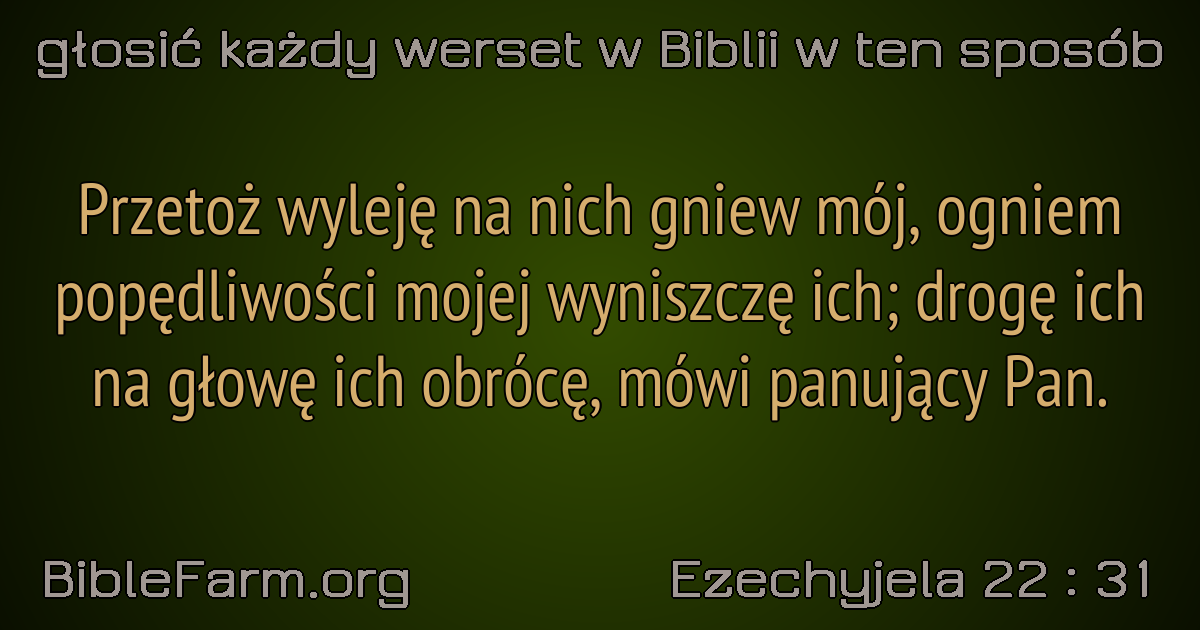 głosić każdy werset w Biblii w ten sposób
Przetoż wyleję na nich gniew mój, ogniem
popędliwości mojej wyniszczę ich; drogę ich
na głowę ich obrócę, mówi panujący Pan.
BibleFarm.org
Ezechyjela 22 : 31